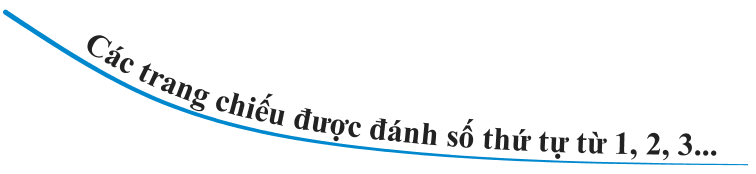 Các trang chiếu được đánh số thứ tự từ 1, 2, 3...